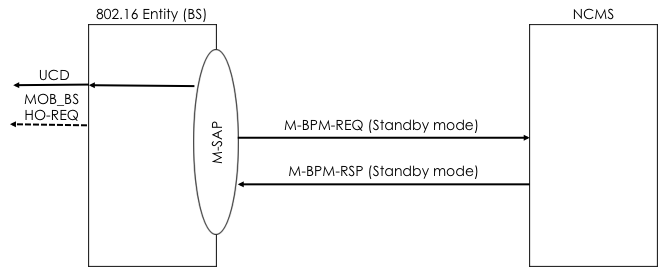 802.16 Entity (BS)
NCMS
UCD
MOB_BS
HO-REQ
M-SAP
M-BPM-REQ (Standby mode)
M-BPM-RSP (Standby mode)